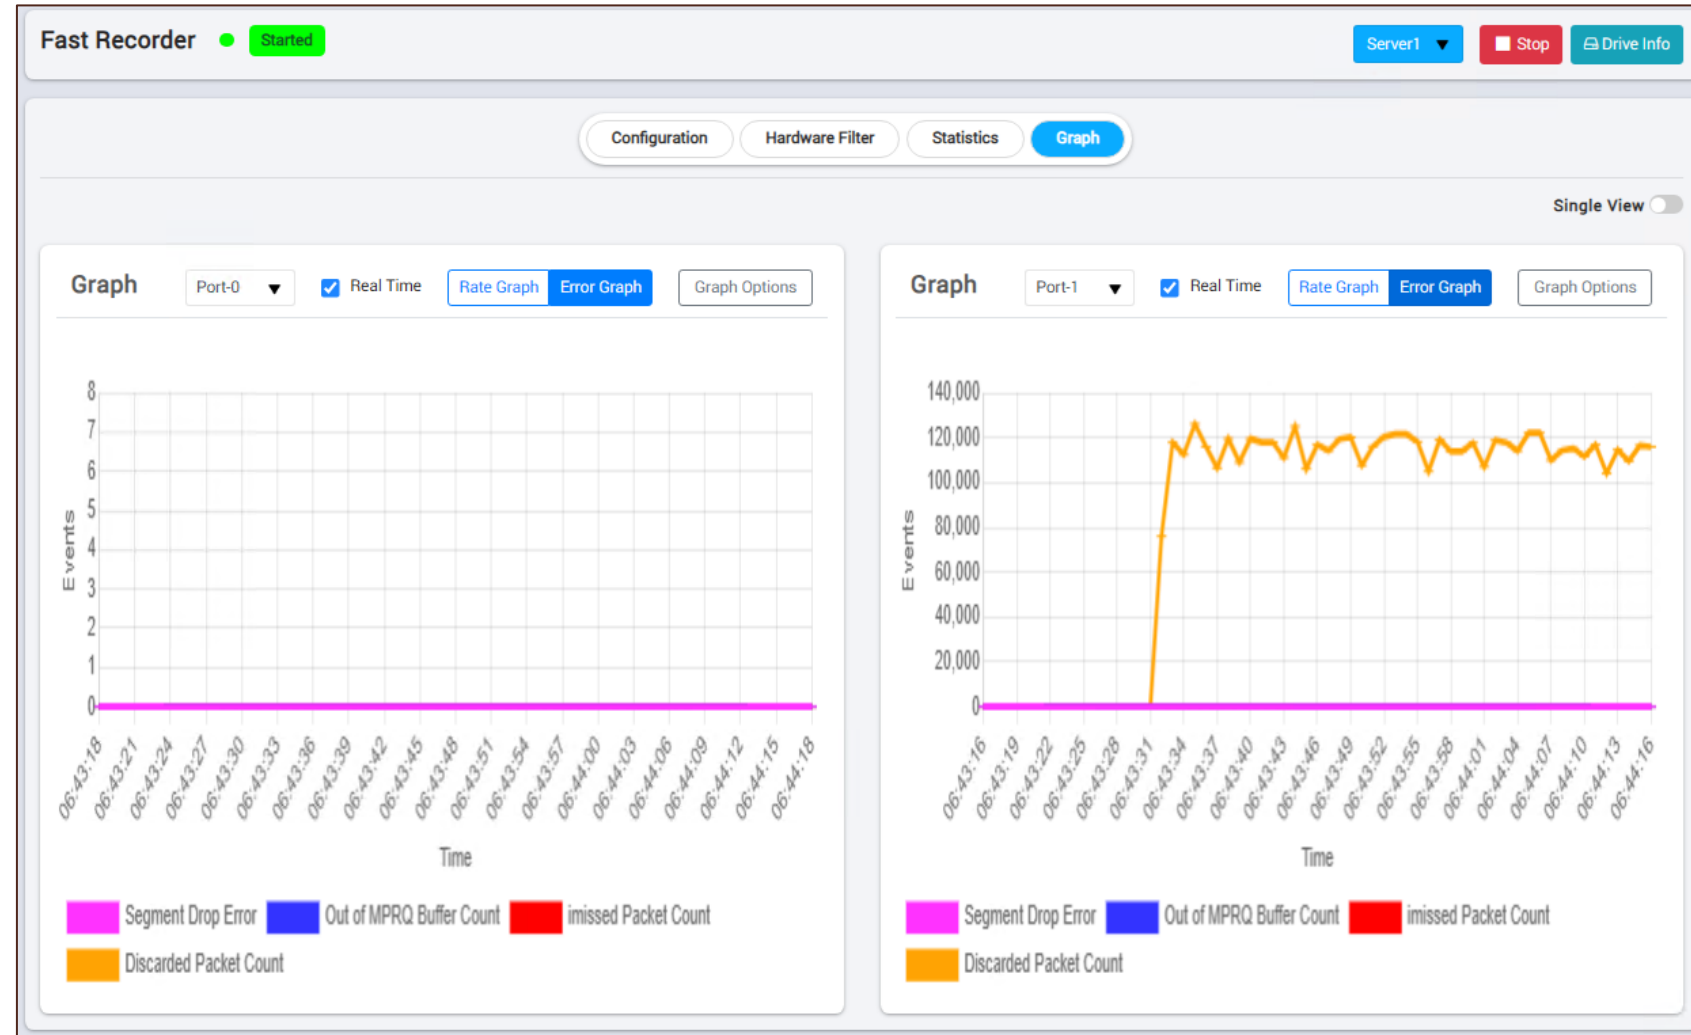 Fast Recorder Started Server1 Stop Drive Info
Configuration Hardware Filter Statistics Graph
Single View
Graph Port-0 Real Time Rate Graph Error Graph Graph Options
8
7
6
5
4
3
2
1
0
Events
06:43:18 06:43:21 06:43:24 06:43:27 06:43:30 06:43:33 06:43:36 06:43:39 06:43:42 06:43:45 06:43:48 06:43:51 06:43:54 06:43:57 06:44:00 06:44:03 06:44:06 06:44:09 06:44:12 06:44:15 06:44:18
Time
Segment Drop Error Out of MPRQ Buffer Count imissed Packet Count
Discarded Packet Count
Graph Port-1 Real Time Rate Graph Error Graph Graph Options
140,000
120,000
100,000
80,000
60,000
40,000
20,000
0
Events
06:43:16 06:43:19 06:43:22 06:43:25 06:43:28 06:43:31 06:43:34 06:43:37 06:43:40 06:43:43 06:43:46 06:43:49 06:43:52 06:43:55 06:43:58 06:44:01 06:44:04 06:44:07 06:44:10 06:44:13 06:44:16
Time
Segment Drop Error Out of MPRQ Buffer Count imissed Packet Count
Discarded Packet Count